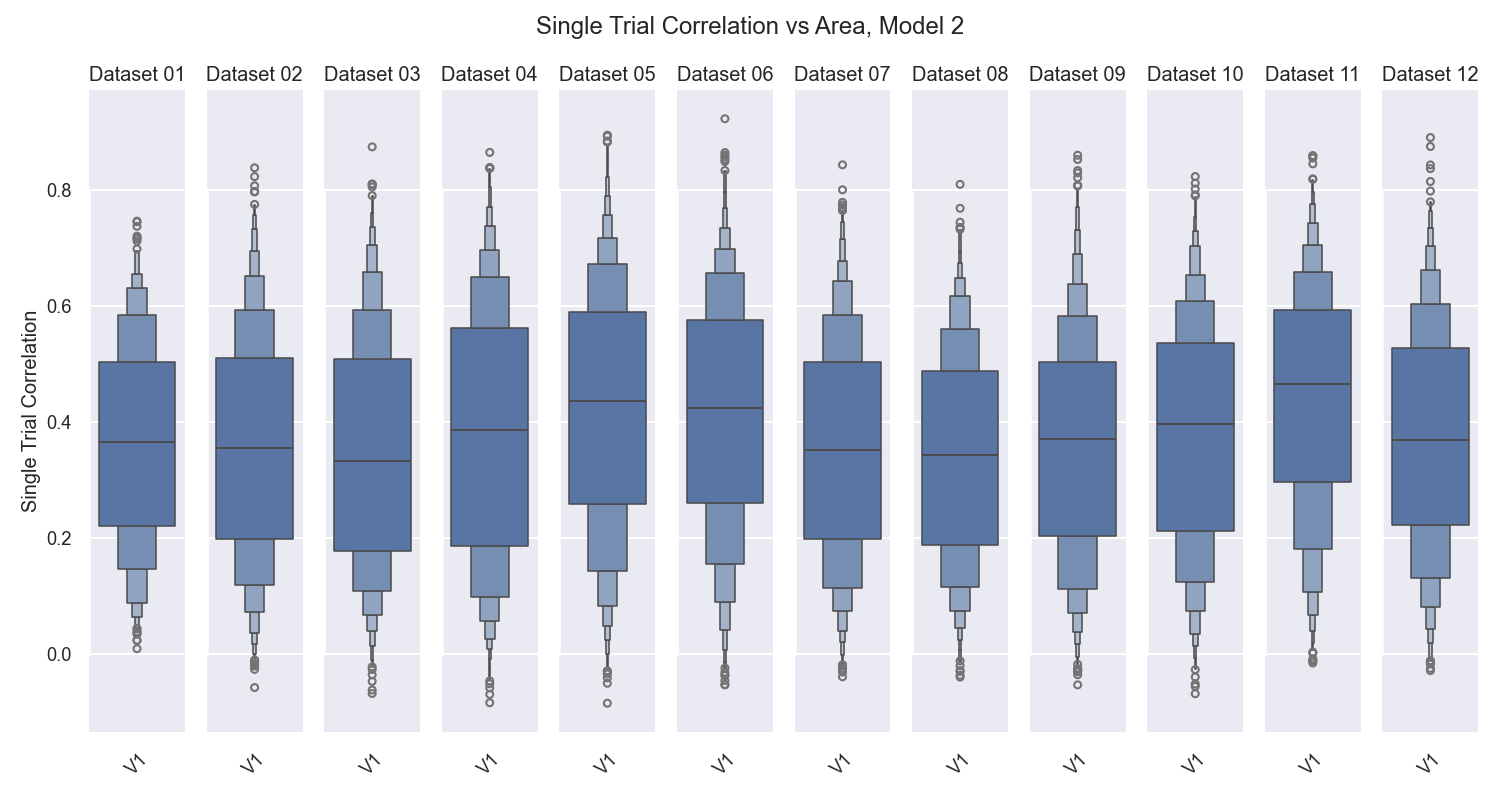 Single Trial Correlation vs Area, Model 2
Dataset 01 Dataset 02 Dataset 03 Dataset 04 Dataset 05 Dataset 06 Dataset 07 Dataset 08 Dataset 09 Dataset 10 Dataset 11 Dataset 12
Single Trial Correlation
0.8
0.6
0.4
0.2
0.0
V1 V1 V1 V1 V1 V1 V1 V1 V1 V1 V1 V1